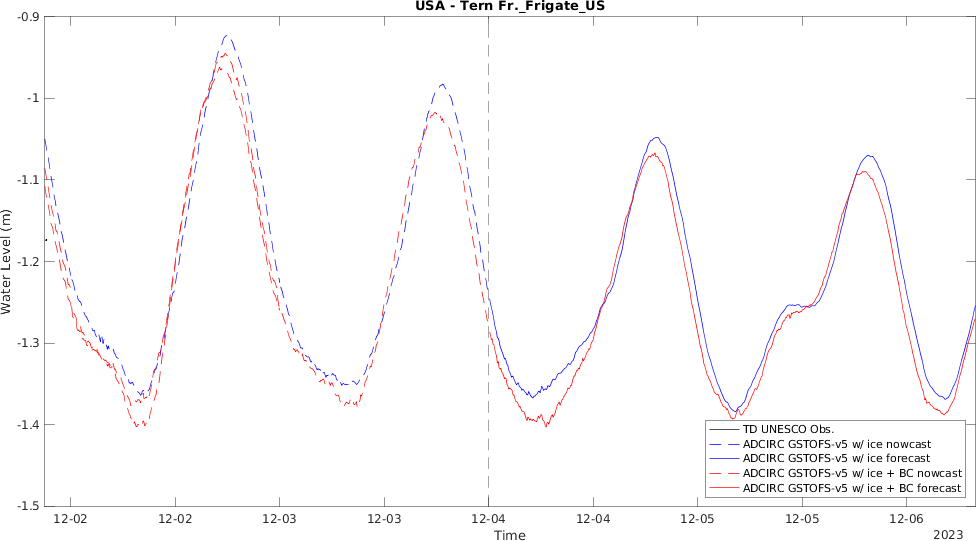 USA - Tern Fr._Frigate_US
-0.9
-1
-1.1
-1.2
-1.3
-1.4
-1.5
Water Level (m)
TD UNESCO Obs.
ADCIRC GSTOFS-v5 w/ ice nowcast
ADCIRC GSTOFS-v5 w/ ice forecast
ADCIRC GSTOFS-v5 w/ ice + BC nowcast
ADCIRC GSTOFS-v5 w/ ice + BC forecast
12-02 12-02 12-03 12-03 12-04 12-04 12-05 12-05 12-06
Time
2023